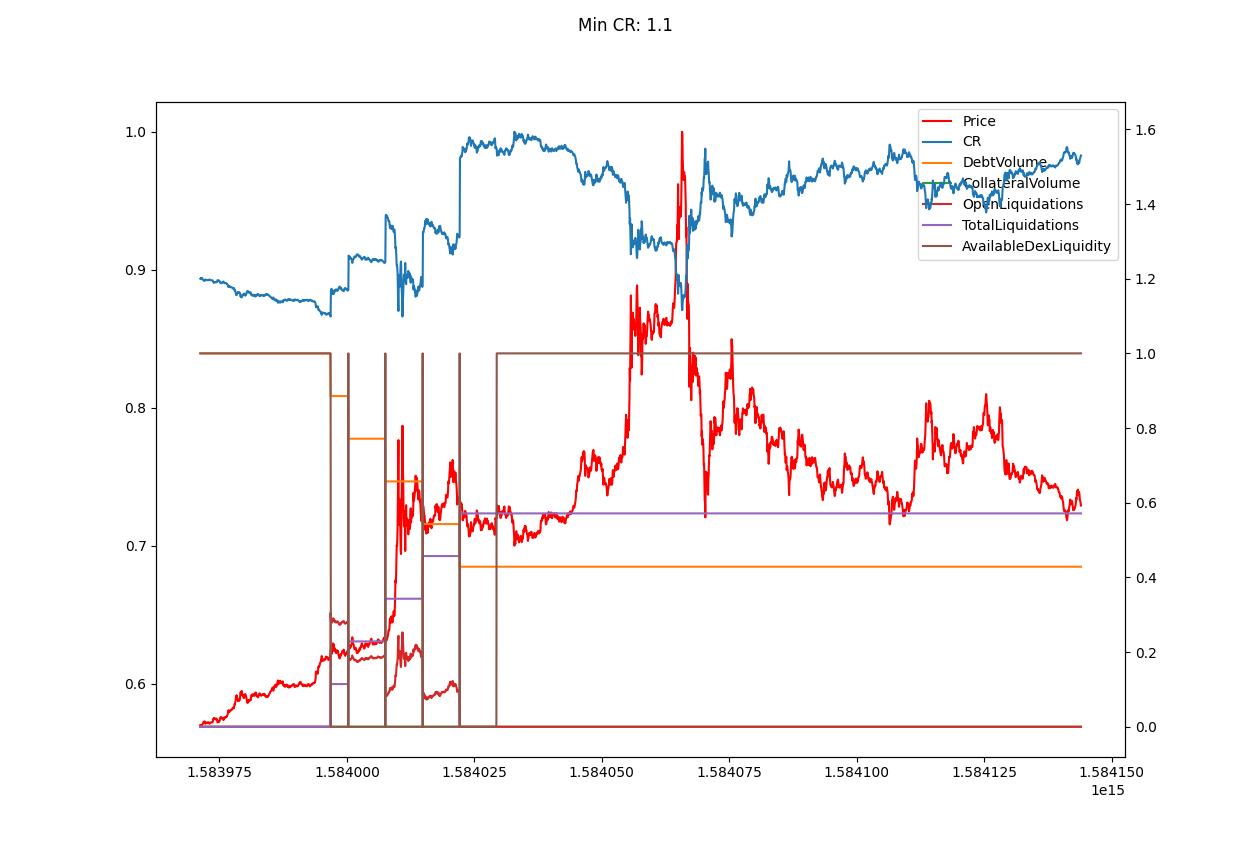 Min CR: 1.1
1.0
0.9
0.8
0.7
0.6
1.6
1.4
1.2
1.0
0.8
0.6
0.4
0.2
0.0
Price
CR
DebtVolume
CollateralVolume
OpenLiquidations
TotalLiquidations
AvailableDexLiquidity
1.583975 1.584000 1.584025 1.584050 1.584075 1.584100 1.584125 1.584150
1e15